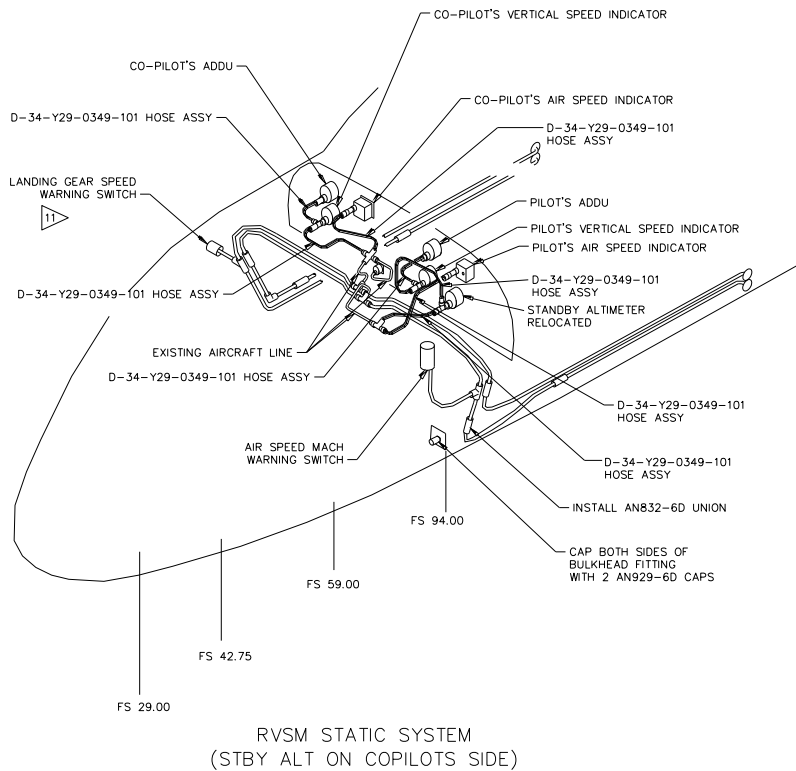 CO-PILOT'S VERTICAL SPEED INDICATOR
CO-PILOT'S ADDU
D-34-Y29-0349-101 HOSE ASSY
CO-PILOT'S AIR SPEED INDICATOR
D-34-Y29-0349-101
HOSE ASSY
LANDING GEAR SPEED
WARNING SWITCH
11
PILOT'S ADDU
PILOT'S VERTICAL SPEED INDICATOR
PILOT'S AIR SPEED INDICATOR
D-34-Y29-0349-101 HOSE ASSY
D-34-Y29-0349-101
HOSE ASSY
STANDBY ALTIMETER
RELOCATED
EXISTING AIRCRAFT LINE
D-34-Y29-0349-101 HOSE ASSY
D-34-Y29-0349-101
HOSE ASSY
AIR SPEED MACH
WARNING SWITCH
D-34-Y29-0349-101
HOSE ASSY
INSTALL AN832-6D UNION
FS 94.00
CAP BOTH SIDES OF
BULKHEAD FITTING
WITH 2 AN929-6D CAPS
FS 59.00
FS 42.75
FS 29.00
RVSM STATIC SYSTEM
(STBY ALT ON COPILOTS SIDE)